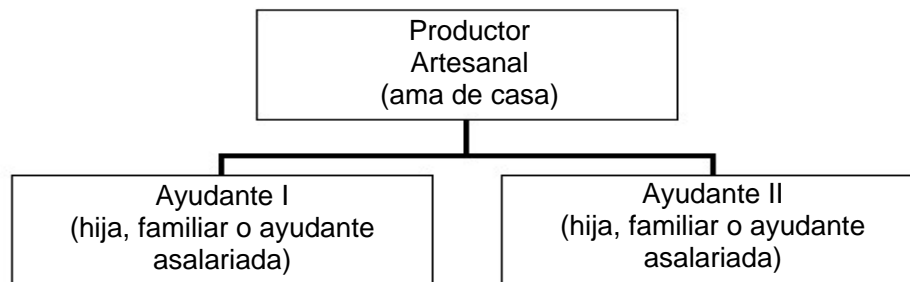 Productor
Artesanal
(ama de casa)
Ayudante I
(hija, familiar o ayudante
asalariada)
Ayudante II
(hija, familiar o ayudante
asalariada)